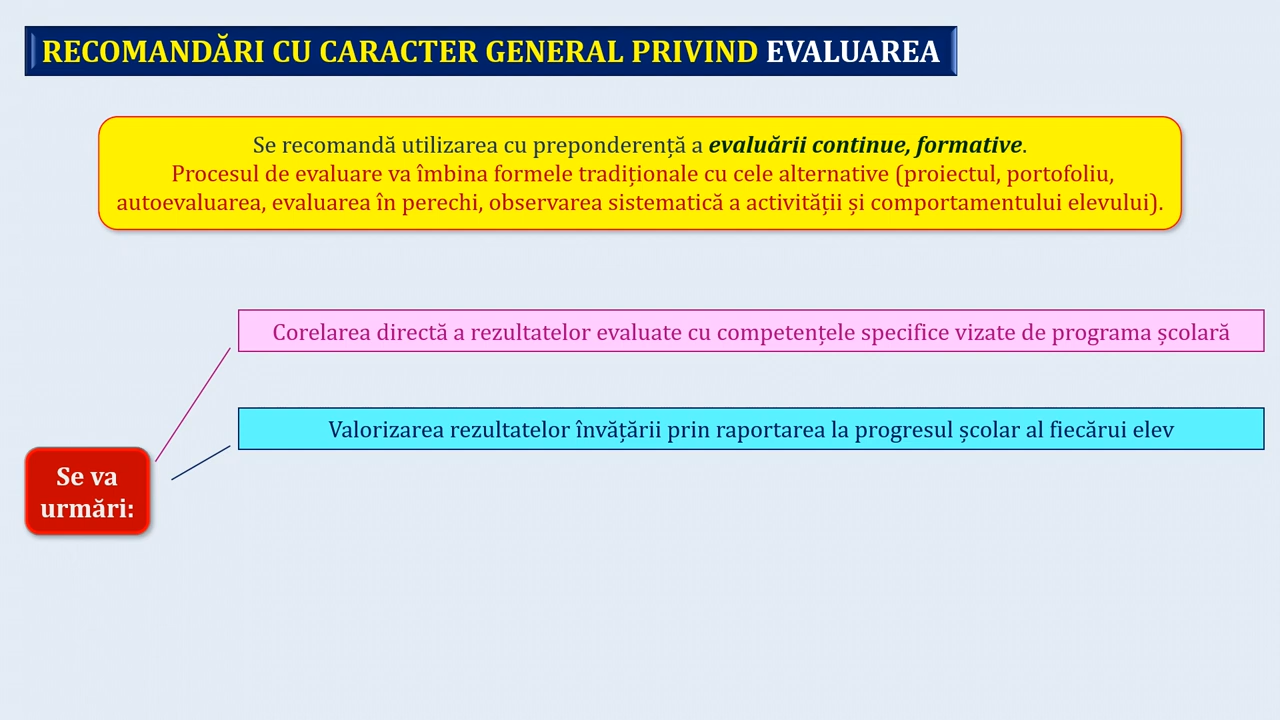 RECOMANDĂRI CU CARACTER GENERAL PRIVIND EVALUAREA
Se recomandă utilizarea cu preponderență a evaluării continue, formative.
Procesul de evaluare va îmbina formele tradiționale cu cele alternative (proiectul, portofoliu,
autoevaluarea, evaluarea în perechi, observarea sistematică a activității și comportamentului elevului).
Corelarea directă a rezultatelor evaluate cu competențele specifice vizate de programa școlară
Valorizarea rezultatelor învățării prin raportarea la progresul școlar al fiecărui elev
Se va
urmări: